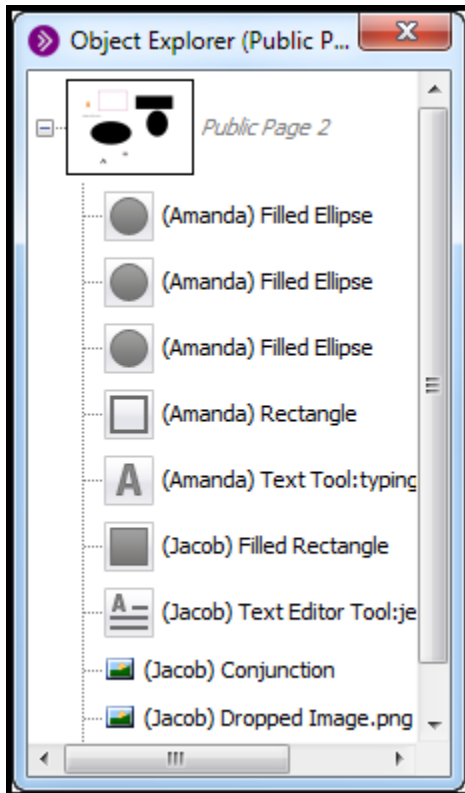 Object Explorer (Public P...
Public Page 2
(Amanda) Filled Ellipse
(Amanda) Filled Ellipse
(Amanda) Filled Ellipse
(Amanda) Rectangle
(Amanda) Text Tool:typing
(Jacob) Filled Rectangle
(Jacob) Text Editor Tool:je
(Jacob) Conjunction
(Jacob) Dropped Image.png